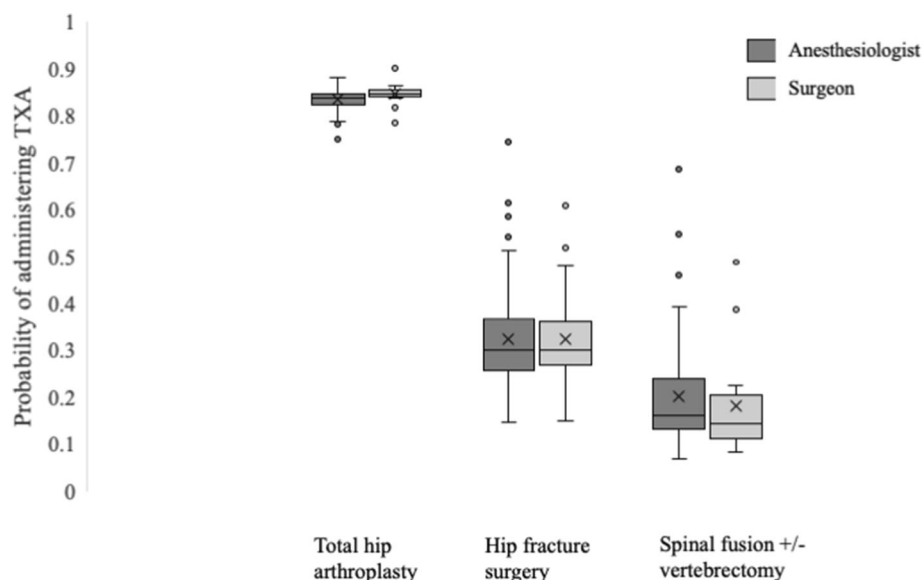 1
0.9
0.8
0.7
0.6
0.5
0.4
0.3
0.2
0.1
0
Probability of administering TXA
Anesthesiologist
Surgeon
Total hip
arthroplasty
Hip fracture
surgery
Spinal fusion +/-
vertebrectomy